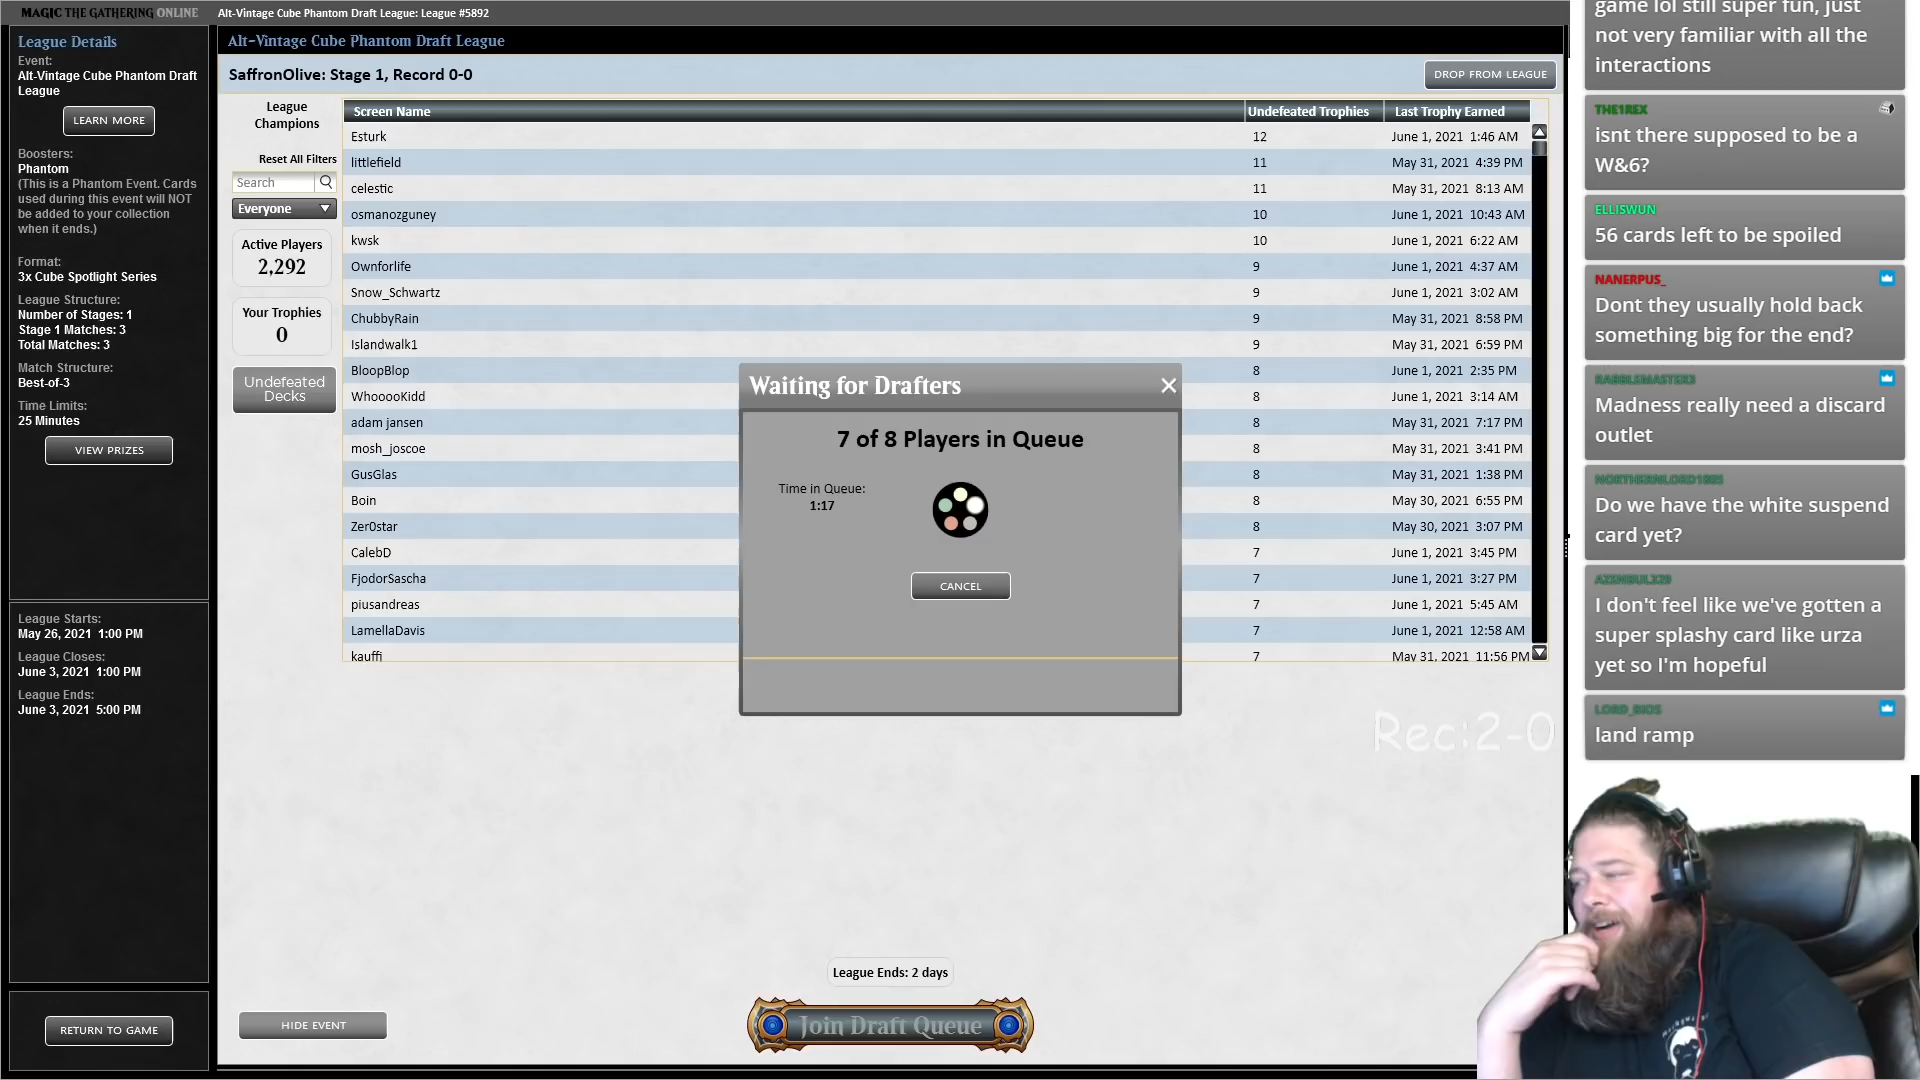 MAGIC THE GATHERING ONLINE
Alt-Vintage Cube Phantom Draft League: League #5892
League Details
Event:
Alt-Vintage Cube Phantom Draft
League
LEARN MORE
Boosters:
Phantom
(This is a Phantom Event. Cards
used during this event will NOT
be added to your collection
when it ends.)
Format:
3x Cube Spotlight Series
League Structure:
Number of Stages: 1
Stage 1 Matches: 3
Total Matches: 3
Match Structure:
Best-of-3
Time Limits:
25 Minutes
VIEW PRIZES
League Starts:
May 26, 2021 1:00 PM
League Closes:
June 3, 2021 1:00 PM
League Ends:
June 3, 2021 5:00 PM
RETURN TO GAME
Alt-Vintage Cube Phantom Draft League
SaffronOlive: Stage 1, Record 0-0
DROP FROM LEAGUE
League
Champions
Reset All Filters
Search
Everyone
Active Players
2,292
Your Trophies
0
Undefeated
Decks
Screen Name Undefeated Trophies Last Trophy Earned
Esturk 12 June 1, 2021 1:46 AM
littlefield 11 May 31, 2021 4:39 PM
celestic 11 May 31, 2021 8:13 AM
osmanozguney 10 June 1, 2021 10:43 AM
kwsk 10 June 1, 2021 6:22 AM
Ownforlife 9 June 1, 2021 4:37 AM
Snow_Schwartz 9 June 1, 2021 3:02 AM
ChubbyRain 9 May 31, 2021 8:58 PM
Islandwalk1 9 May 31, 2021 6:59 PM
BloopBlop 8 June 1, 2021 2:35 PM
WhooooKidd 8 June 1, 2021 3:14 AM
adam jansen 8 May 31, 2021 7:17 PM
mosh_joscoe 8 May 31, 2021 3:41 PM
GusGlas 8 May 31, 2021 1:38 PM
Boin 8 May 30, 2021 6:55 PM
Zer0star 8 May 30, 2021 3:07 PM
CalebD 7 June 1, 2021 3:45 PM
FjodorSascha 7 June 1, 2021 3:27 PM
piusandreas 7 June 1, 2021 5:45 AM
LamellaDavis 7 June 1, 2021 12:58 AM
kauffi 7 May 31, 2021 11:56 PM
Waiting for Drafters
7 of 8 Players in Queue
Time in Queue:
1:17
CANCEL
Rec:2-0
League Ends: 2 days
HIDE EVENT
Join Draft Queue
game lol still super fun, just
not very familiar with all the
interactions
THE1REX
isnt there supposed to be a
W&6?
ELLISWUN
56 cards left to be spoiled
NANERPUS_
Dont they usually hold back
something big for the end?
RABBLEMASTER3
Madness really need a discard
outlet
NORTHERNLORD1885
Do we have the white suspend
card yet?
I don't feel like we've gotten a
super splashy card like urza
yet so I'm hopeful
LORD_BIOS
land ramp